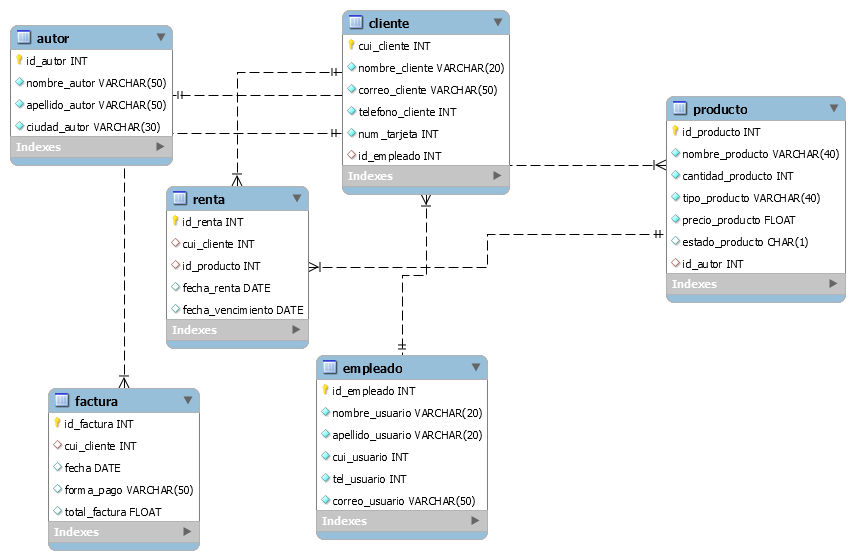 autor
id_autor INT
nombre_autor VARCHAR(50)
apellido_autor VARCHAR(50)
ciudad_autor VARCHAR(30)
Indexes
cliente
cui_cliente INT
nombre_cliente VARCHAR(20)
correo_cliente VARCHAR(50)
telefono_cliente INT
num_tarjeta INT
id_empleado INT
Indexes
producto
id_producto INT
nombre_producto VARCHAR(40)
cantidad_producto INT
tipo_producto VARCHAR(40)
precio_producto FLOAT
estado_producto CHAR(1)
id_autor INT
Indexes
renta
id_renta INT
cui_cliente INT
id_producto INT
fecha_renta DATE
fecha_vencimiento DATE
Indexes
empleado
id_empleado INT
nombre_usuario VARCHAR(20)
apellido_usuario VARCHAR(20)
cui_usuario INT
tel_usuario INT
correo_usuario VARCHAR(50)
Indexes
factura
id_factura INT
cui_cliente INT
fecha DATE
forma_pago VARCHAR(50)
total_factura FLOAT
Indexes